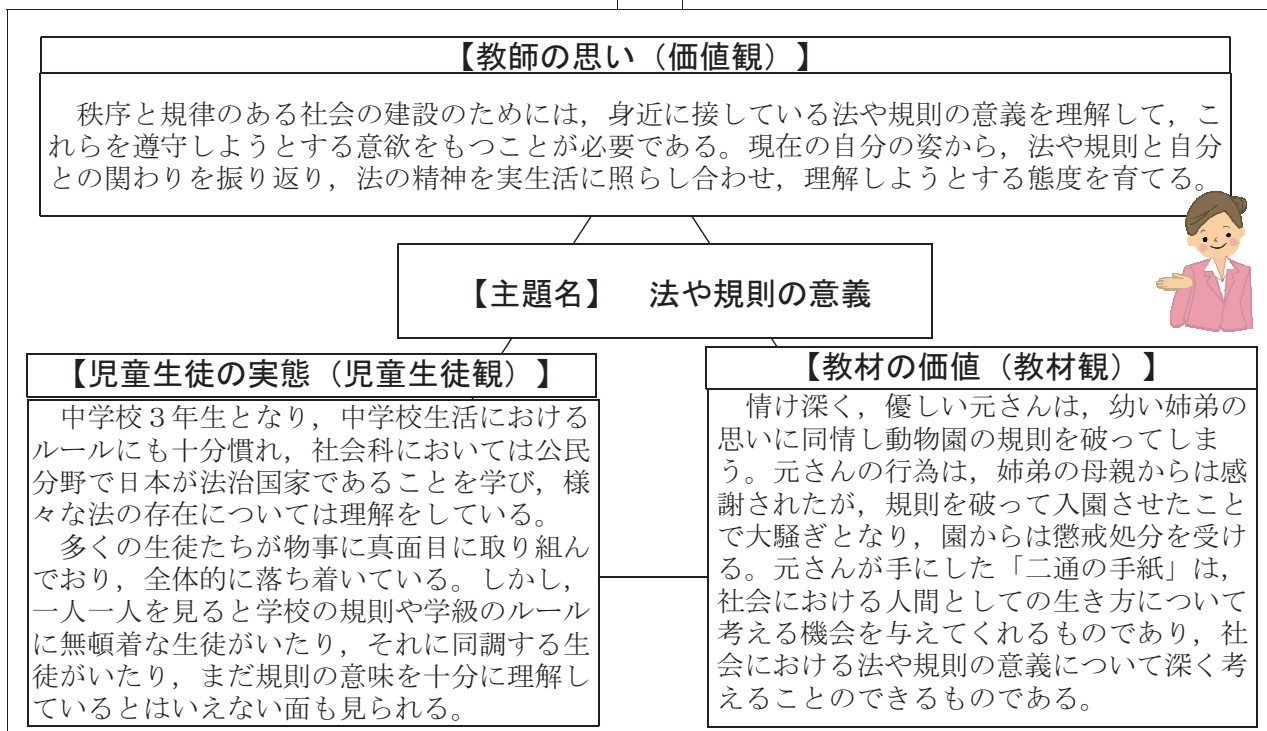 【教師の思い（価値観）】
　秩序と規律のある社会の建設のためには，身近に接している法や規則の意義を理解して，こ
れらを遵守しようとする意欲をもつことが必要である。現在の自分の姿から，法や規則と自分
との関わりを振り返り，法の精神を実生活に照らし合わせ，理解しようとする態度を育てる。
【主題名】　法や規則の意義
【児童生徒の実態（児童生徒観）】
　中学校３年生となり，中学校生活における
ルールにも十分慣れ，社会科においては公民
分野で日本が法治国家であることを学び，様
々な法の存在については理解をしている。
　多くの生徒たちが物事に真面目に取り組ん
でおり，全体的に落ち着いている。しかし，
一人一人を見ると学校の規則や学級のルール
に無頓着な生徒がいたり，それに同調する生
徒がいたり，まだ規則の意味を十分に理解し
ているとはいえない面も見られる。
【教材の価値（教材観）】
　情け深く，優しい元さんは，幼い姉弟の
思いに同情し動物園の規則を破ってしま
う。元さんの行為は，姉弟の母親からは感
謝されたが，規則を破って入園させたこと
で大騒ぎとなり，園からは懲戒処分を受け
る。元さんが手にした「二通の手紙」は，
社会における人間としての生き方について
考える機会を与えてくれるものであり，社
会における法や規則の意義について深く考
えることのできるものである。